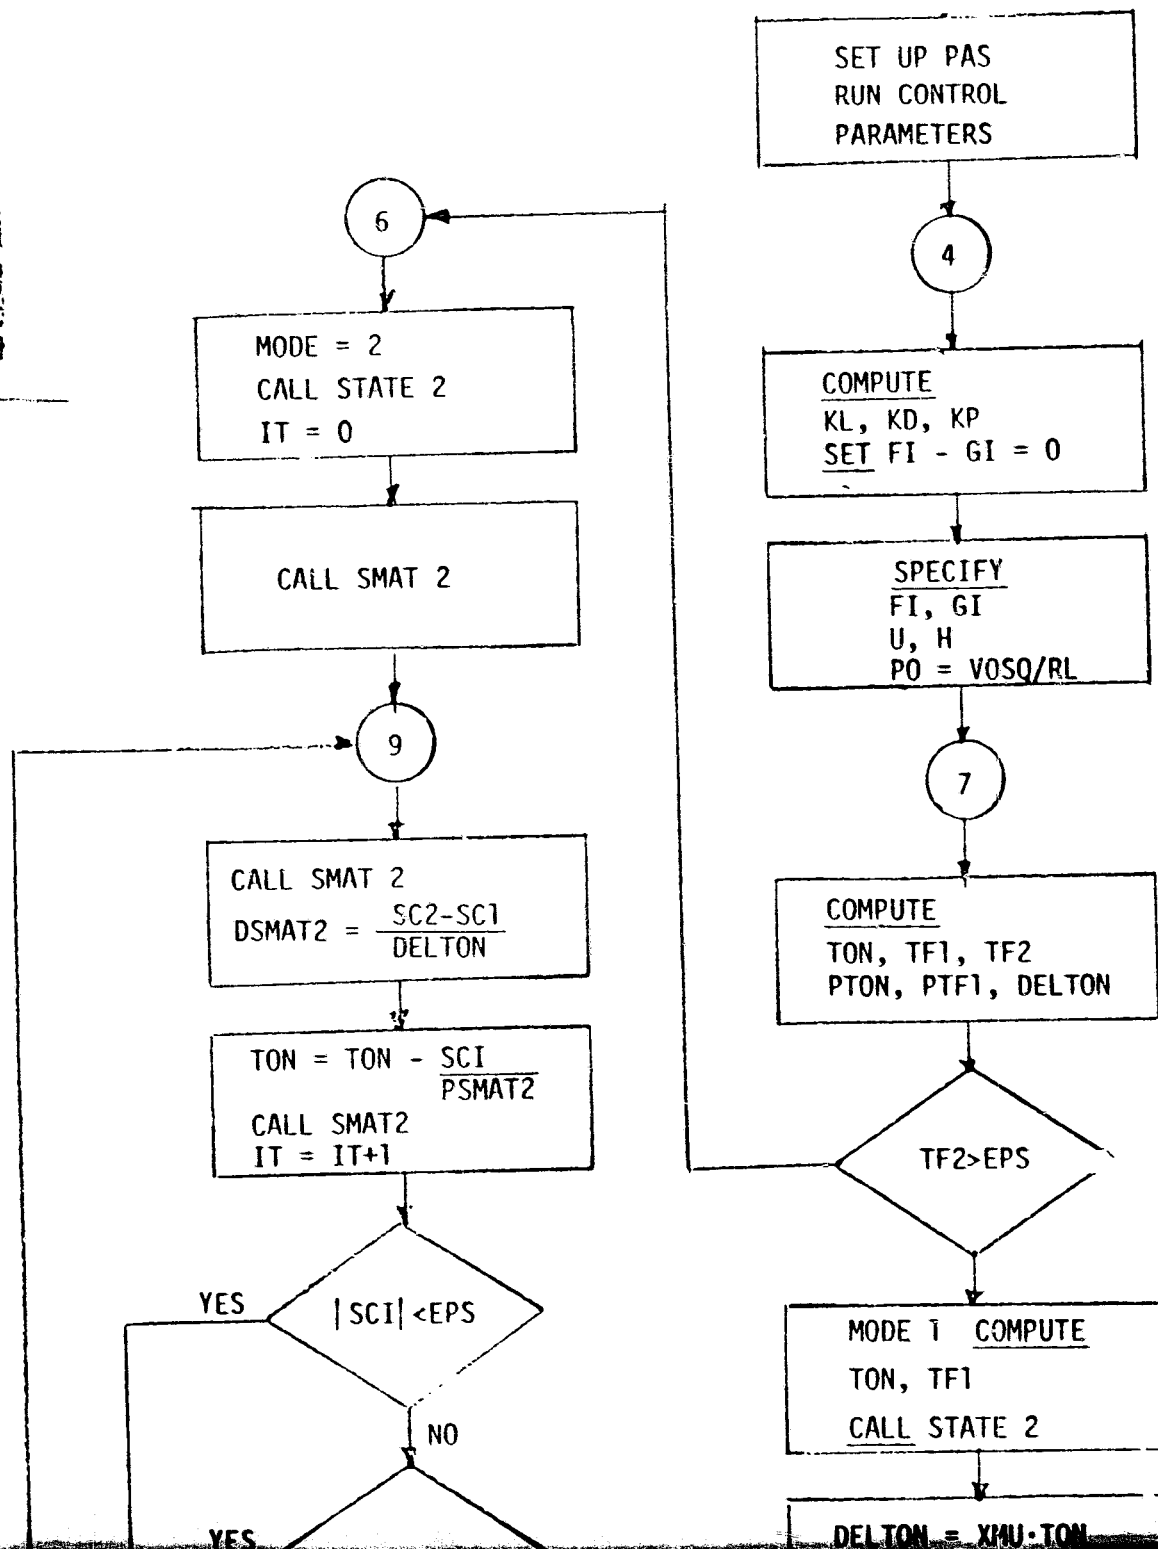 SET UP PAS
RUN CONTROL
PARAMETERS
4
COMPUTE
KL, KD, KP
SET FI - GI = 0
SPECIFY
FI, GI
U, H
PO = VOSQ/RL
7
COMPUTE
TON, TF1, TF2
PTON, PTF1, DELTON
TF2>EPS
MODE 1 COMPUTE
TON, TF1
CALL STATE 2
DELTON = XMU·TON
6
MODE = 2
CALL STATE 2
IT = 0
CALL SMAT 2
9
CALL SMAT 2
DSMAT2 = SC2-SC1
DELTON
TON = TON - SCI
PSMAT2
CALL SMAT2
IT = IT+1
YES
|SCI| <EPS
NO
YES